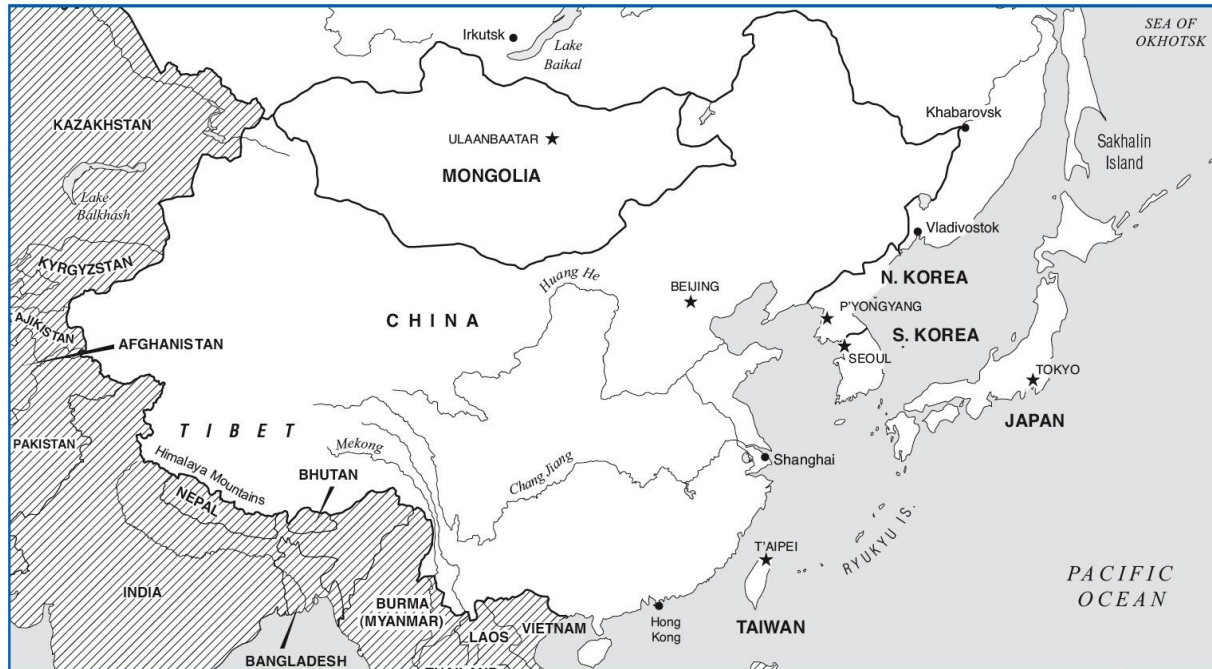 SEA OF
OKHOTSK
Irkutsk
Lake
Baikal
Khabarovsk
KAZAKHSTAN
ULAANBAATAR
Sakhalin
Island
MONGOLIA
Lake
Balkhash
Vladivostok
KYRGYZSTAN
Huang He
N. KOREA
BEIJING
P'YONGYANG
CHINA
AJIKISTAN
S. KOREA
AFGHANISTAN
SEOUL
TOKYO
JAPAN
TIBET
PAKISTAN
Mekong
Himalaya Mountains
Shanghai
BHUTAN
Chang Jiang
NEPAL
RYUKYU IS.
T'AIPEI
PACIFIC
OCEAN
INDIA
BURMA
(MYANMAR)
Hong
Kong
TAIWAN
VIETNAM
LAOS
BANGLADESH